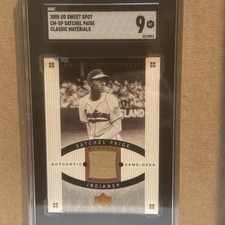 2005 UD SWEET SPOT
CM-SP SATCHEL PAIGE
CLASSIC MATERIALS
9
SATCHEL PAIGE
AUTHENTIC
GAME-USED
INDIANS